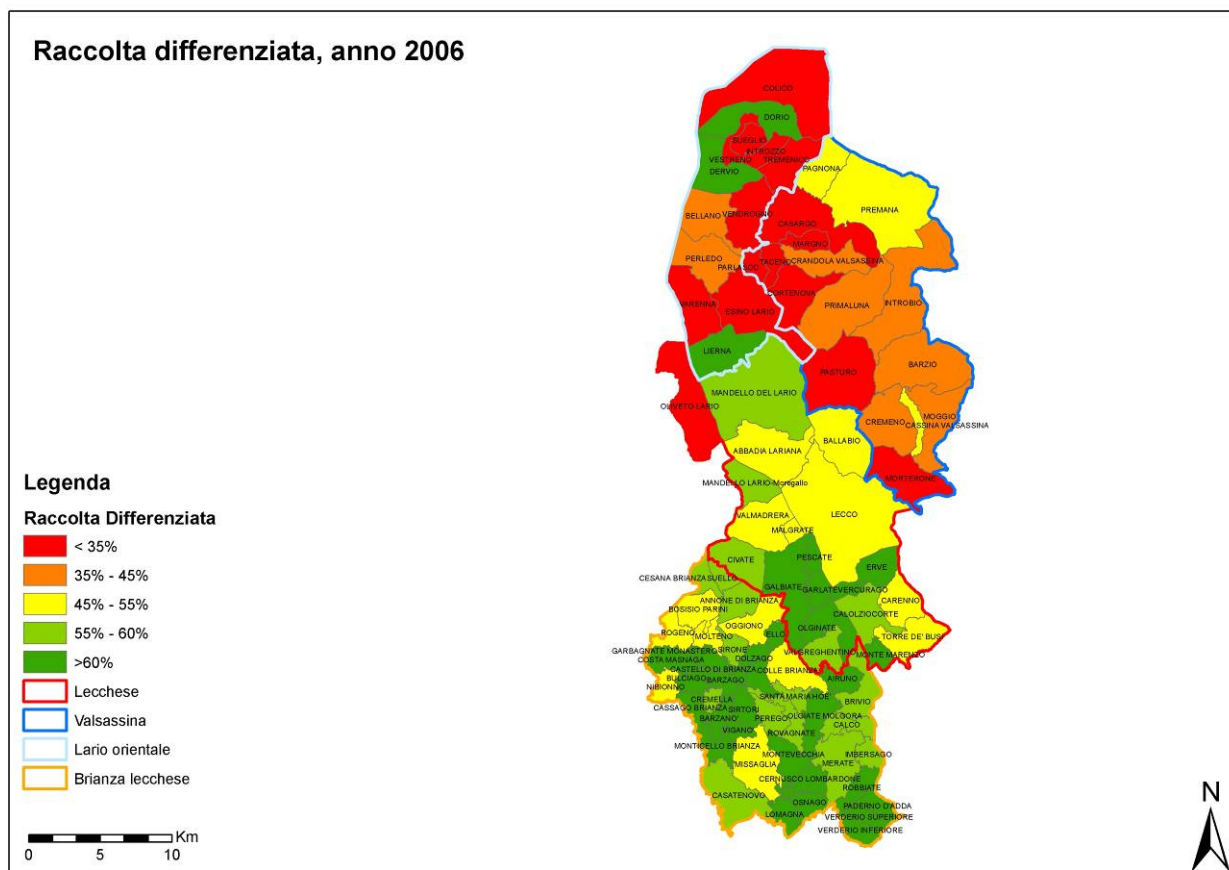 Raccolta differenziata, anno 2006
COLICO
DORIO
SUEGLIO
INTROZZO
VESTRENO
TREMENICO
DERVIO
PAGNONA
PREMANA
BELLANO
VENDROGNO
CASARGO
MARGNO
PERLEDO
PARLASCO
TACENO
CRANDOLA VALSASSINA
CORTENOVA
VARENNA
ESINO LARIO
PRIMALUNA
INTROBIO
LIERNA
BARZIO
PASTURO
MANDELLO DEL LARIO
OLIVETO LARIO
MOGGIO
CREMENO
CASSINA VALSASSINA
BALLABIO
ABBADIA LARIANA
MORTERONE
MANDELLO LARIO-Moregallo
LECCO
VALMADRERA
MALGRATE
PESCATE
CIVATE
ERVE
CESANA BRIANZA
SUELLO
GALBIATE
GARLATE
VERCURAGO
ANNONE DI BRIANZA
CARENNO
BOSISIO PARINI
CALOLZIOCORTE
OGGIONO
OLGINATE
ROGENO
MOLTENO
ELLO
TORRE DE' BUSI
GARBAGNATE MONASTERO
SIRONE
VALGREGHENTINO
MONTE MARENZO
COSTA MASNAGA
DOLZAGO
CASTELLO DI BRIANZA
COLLE BRIANZA
BULCIAGO
BARZAGO
AIRUNO
NIBIONNO
CREMELLA
SANTA MARIA HOE'
BRIVIO
CASSAGO BRIANZA
SIRTORI
BARZANO'
PEREGO
OLGIATE MOLGORA
CALCO
VIGANO'
ROVAGNATE
MONTICELLO BRIANZA
MONTEVECCHIA
IMBERSAGO
MISSAGLIA
MERATE
CERNUSCO LOMBARDONE
ROBBIATE
CASATENOVO
OSNAGO
PADERNO D'ADDA
LOMAGNA
VERDERIO SUPERIORE
VERDERIO INFERIORE
Legenda
Raccolta Differenziata
< 35%
35% - 45%
45% - 55%
55% - 60%
>60%
Lecchese
Valsassina
Lario orientale
Brianza lecchese
Km
0 5 10
N